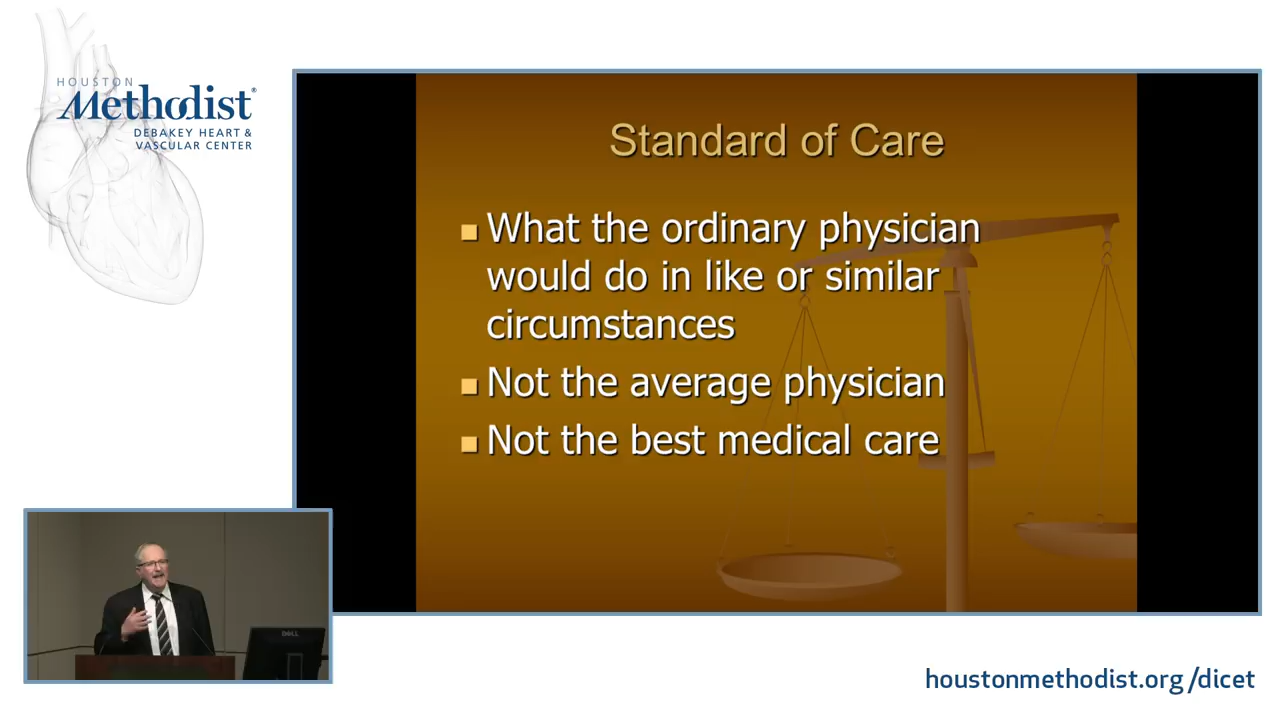 HOUSTON
Methodist®
DEBAKEY HEART &
VASCULAR CENTER
Standard of Care
What the ordinary physician
would do in like or similar
circumstances
Not the average physician
Not the best medical care
DELL
houstonmethodist.org/dicet